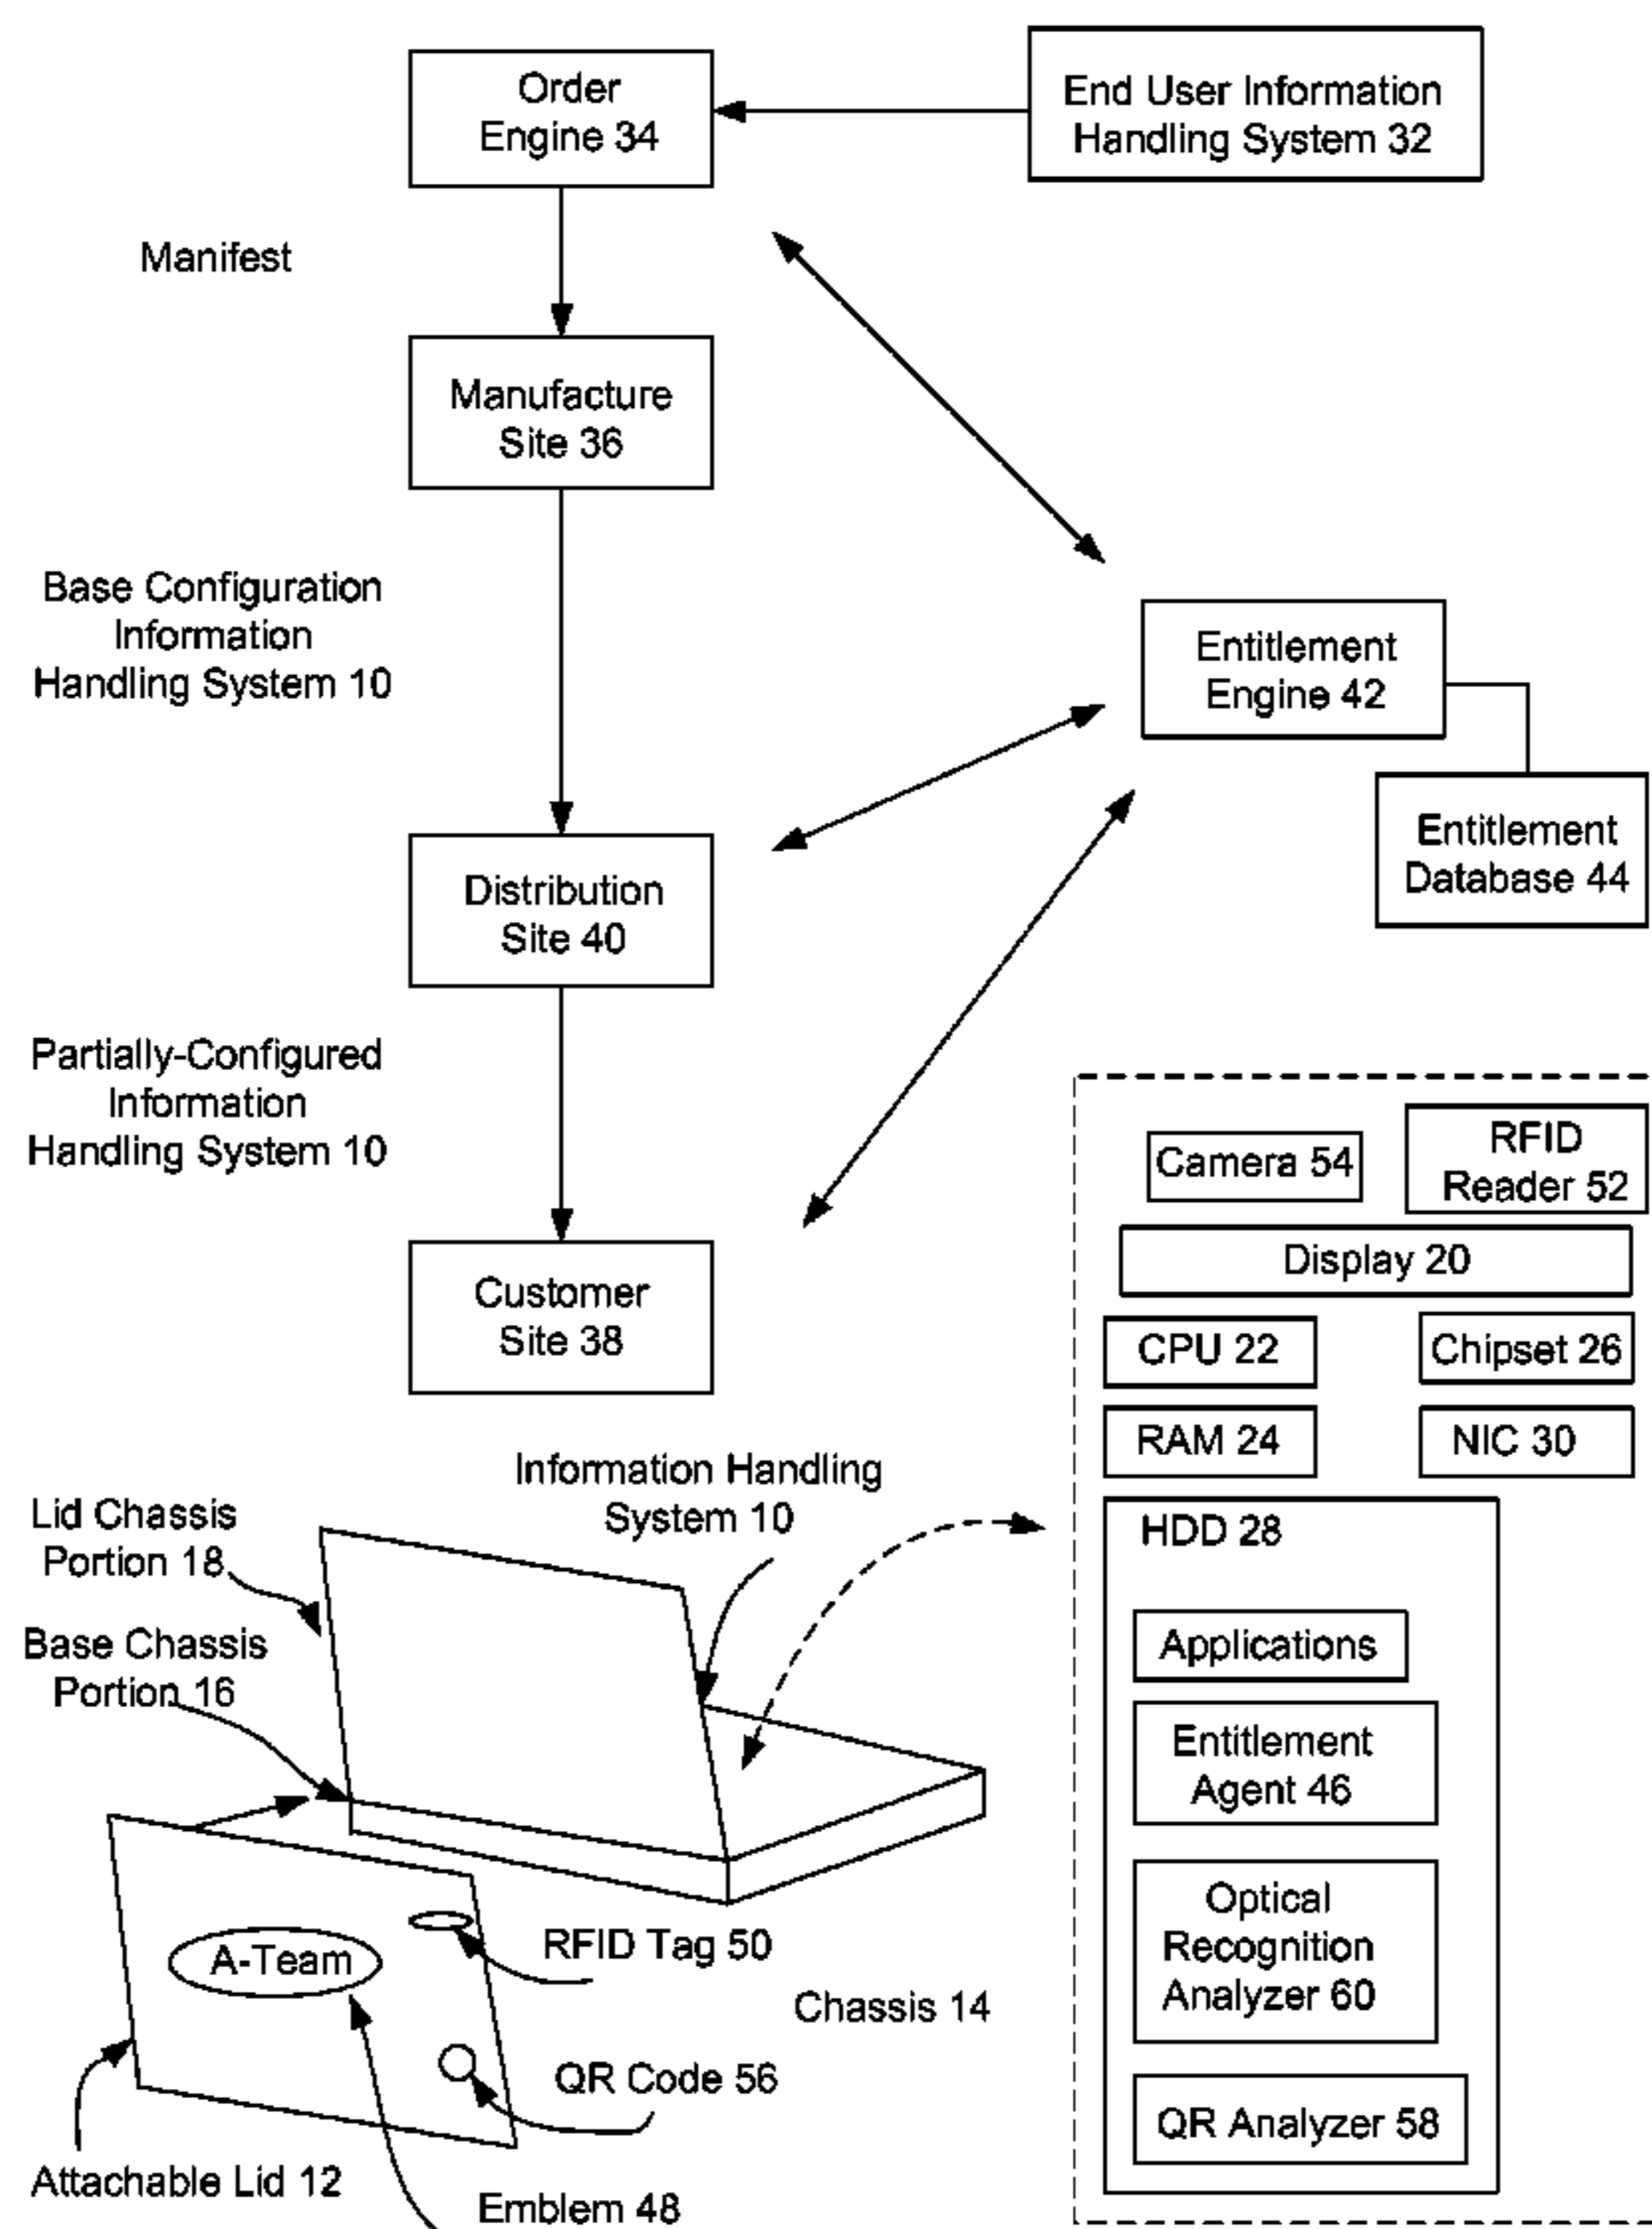 Order
Engine 34
End User Information
Handling System 32
Manifest
Manufacture
Site 36
Base Configuration
Information
Handling System 10
Entitlement
Engine 42
Entitlement
Database 44
Distribution
Site 40
Partially-Configured
Information
Handling System 10
Customer
Site 38
Camera 54
RFID
Reader 52
Display 20
CPU 22
Chipset 26
RAM 24
NIC 30
HDD 28
Applications
Entitlement
Agent 46
Optical
Recognition
Analyzer 60
QR Analyzer 58
Information Handling
System 10
Lid Chassis
Portion 18
Base Chassis
Portion 16
A-Team
RFID Tag 50
Chassis 14
QR Code 56
Attachable Lid 12
Emblem 48